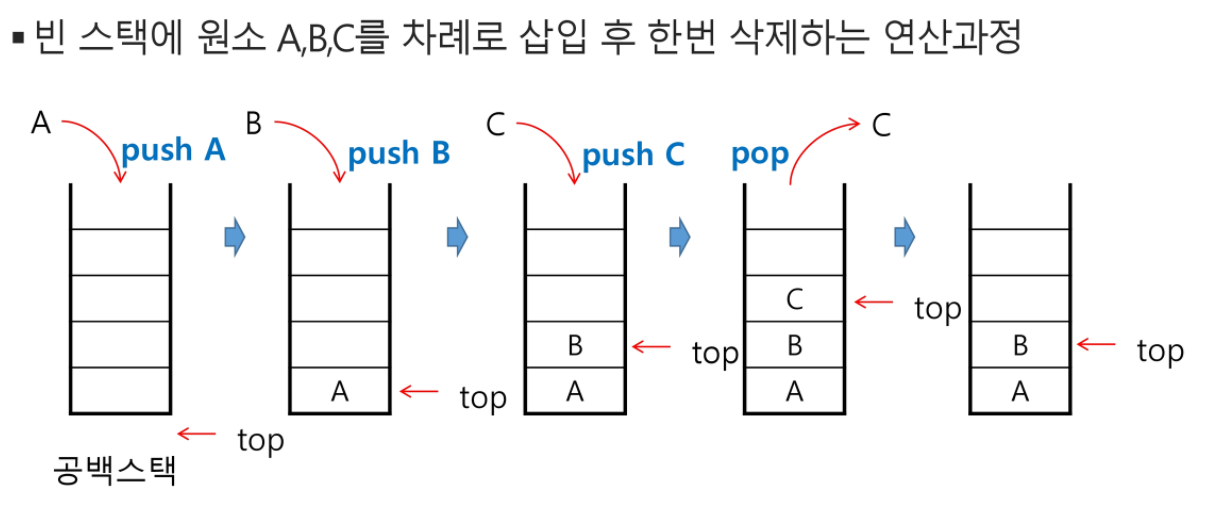 ▪ 빈 스택에 원소 A,B,C를 차례로 삽입 후 한번 삭제하는 연산과정
A push A B push B C push C pop C
C top
B top B B top
A top A A A
top
공백스택